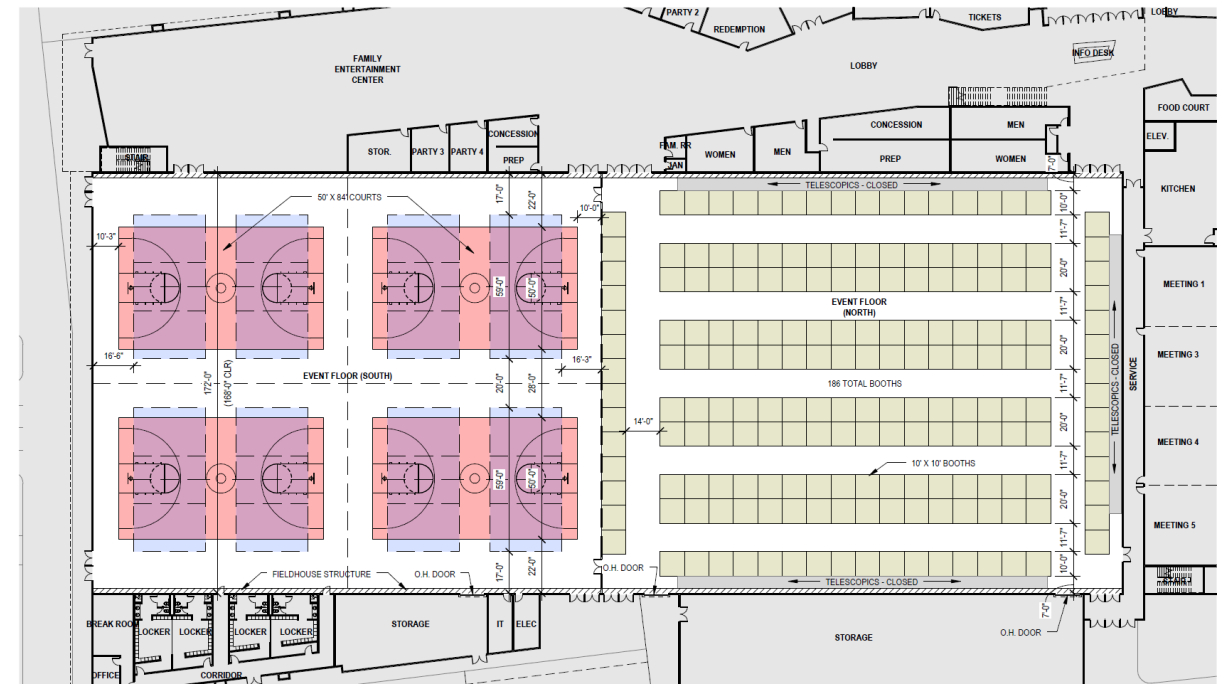 PARTY 2
REDEMPTION
TICKETS
LOBBY
INFO DESK
FAMILY
ENTERTAINMENT
CENTER
LOBBY
FOOD COURT
CONCESSION
MEN
CONCESSION
STOR.
PARTY 3
PARTY 4
PREP
FAM. RR
JAN
WOMEN
MEN
PREP
WOMEN
ELEV.
STAIR
7'-0"
KITCHEN
TELESCOPICS - CLOSED
50' X 841COURTS
17'-0"
22'-0"
10'-0"
10'-0"
10'-3"
11'-7"
59'-0"
50'-0"
20'-0"
MEETING 1
EVENT FLOOR
(NORTH)
11'-7"
16'-6"
16'-3"
20'-0"
MEETING 3
172'-0"
(168'-0" CLR)
EVENT FLOOR (SOUTH)
20'-0"
28'-0"
186 TOTAL BOOTHS
11'-7"
TELESCOPICS - CLOSED
SERVICE
14'-0"
20'-0"
MEETING 4
11'-7"
10' X 10' BOOTHS
59'-0"
50'-0"
20'-0"
MEETING 5
11'-7"
17'-0"
22'-0"
10'-0"
FIELDHOUSE STRUCTURE
O.H. DOOR
O.H. DOOR
TELESCOPICS - CLOSED
STAIR
7'-0"
BREAK ROOM
LOCKER
LOCKER
LOCKER
LOCKER
STORAGE
IT
ELEC
STORAGE
O.H. DOOR
OFFICE
CORRIDOR